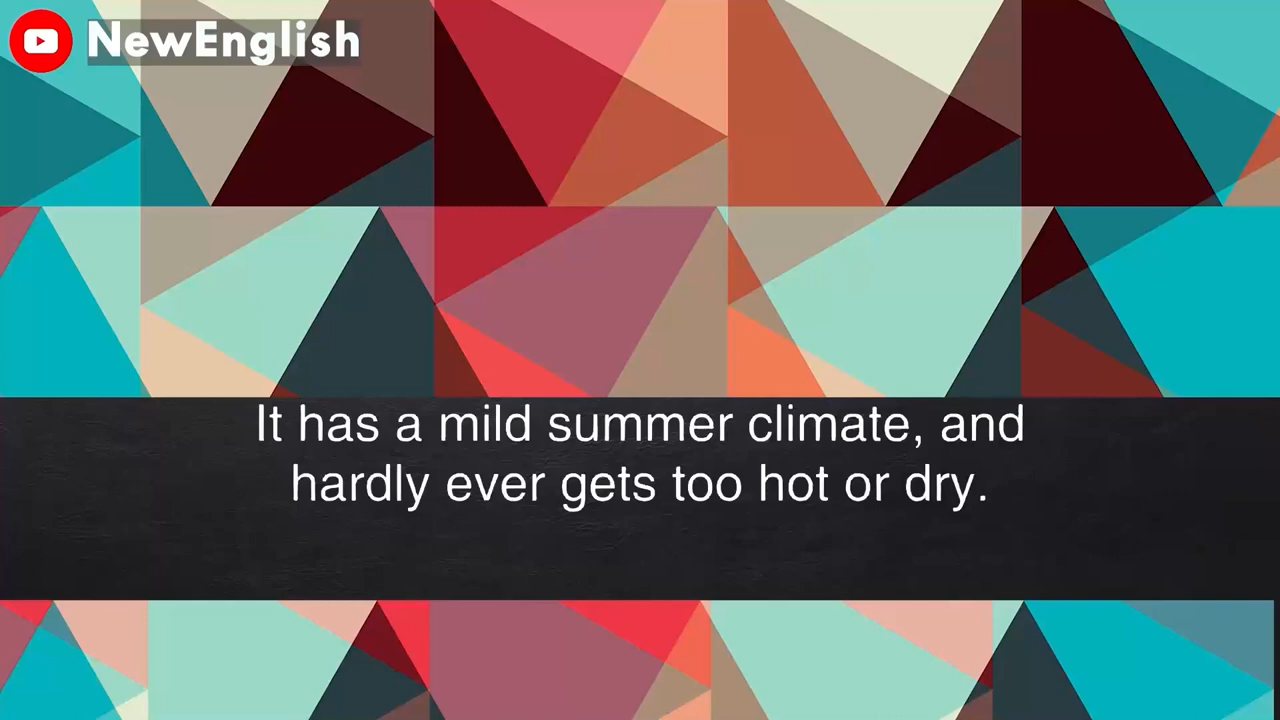 NewEnglish
It has a mild summer climate, and
hardly ever gets too hot or dry.